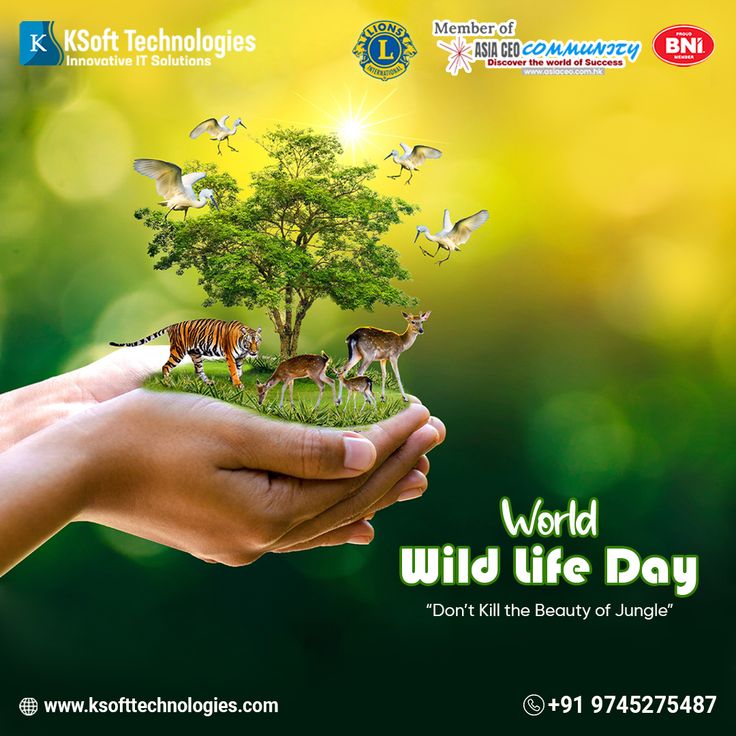 K
KSoft Technologies
Innovative IT Solutions
LIONS
L
INTERNATIONAL
Member of
ASIA CEO COMMUNITY
Discover the world of Success
www.asiaceo.com.hk
PROUD
BNI
MEMBER
World
Wild Life Day
“Don’t Kill the Beauty of Jungle”
www.ksofttechnologies.com
+91 9745275487